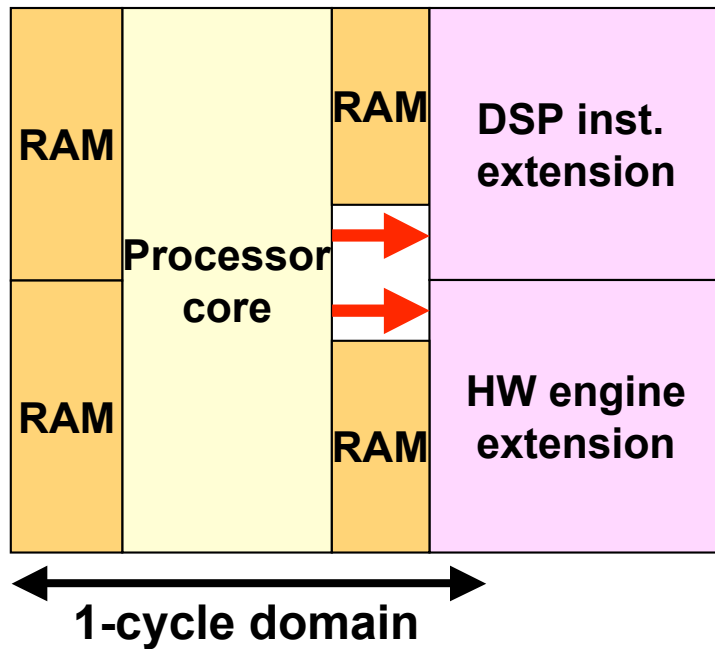 RAM
RAM
Processor
core
RAM
RAM
DSP inst.
extension
HW engine
extension
1-cycle domain